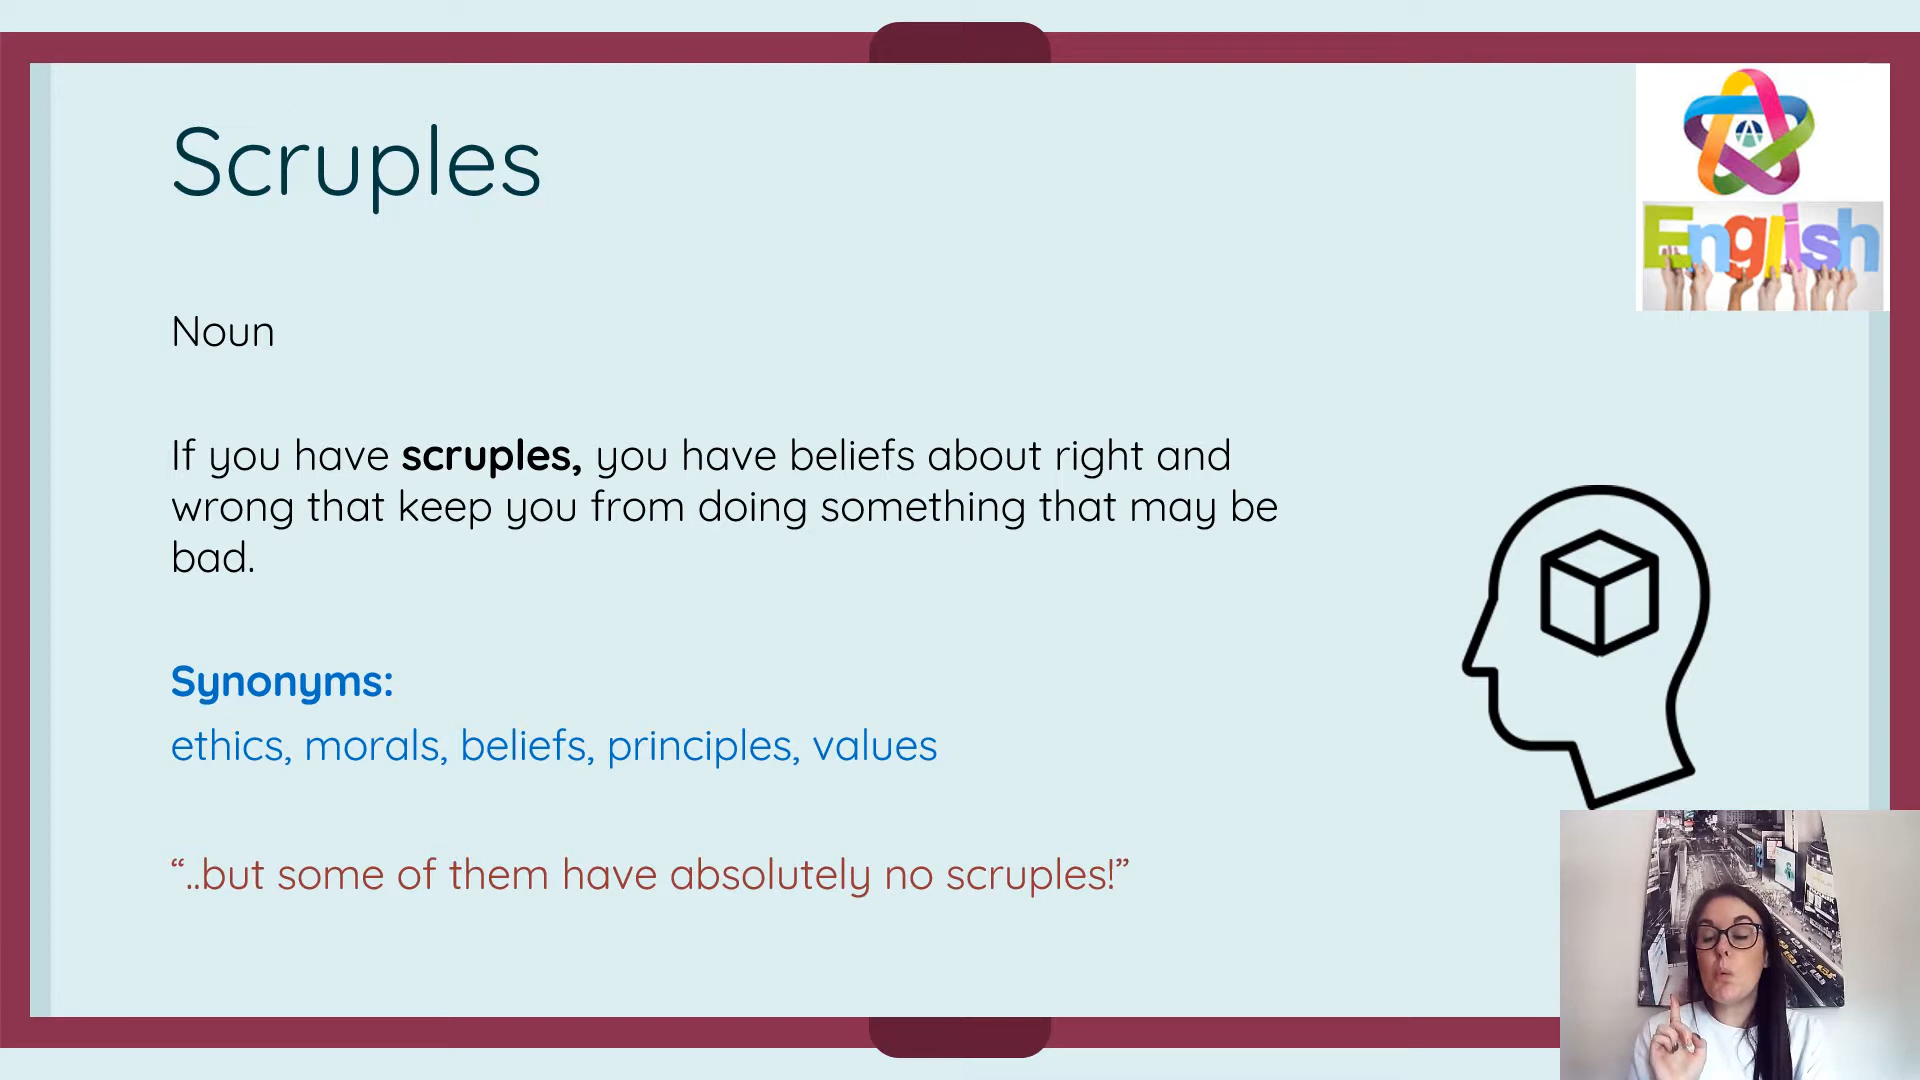 Scruples
English
Noun
If you have scruples, you have beliefs about right and
wrong that keep you from doing something that may be
bad.
Synonyms:
ethics, morals, beliefs, principles, values
“..but some of them have absolutely no scruples!”